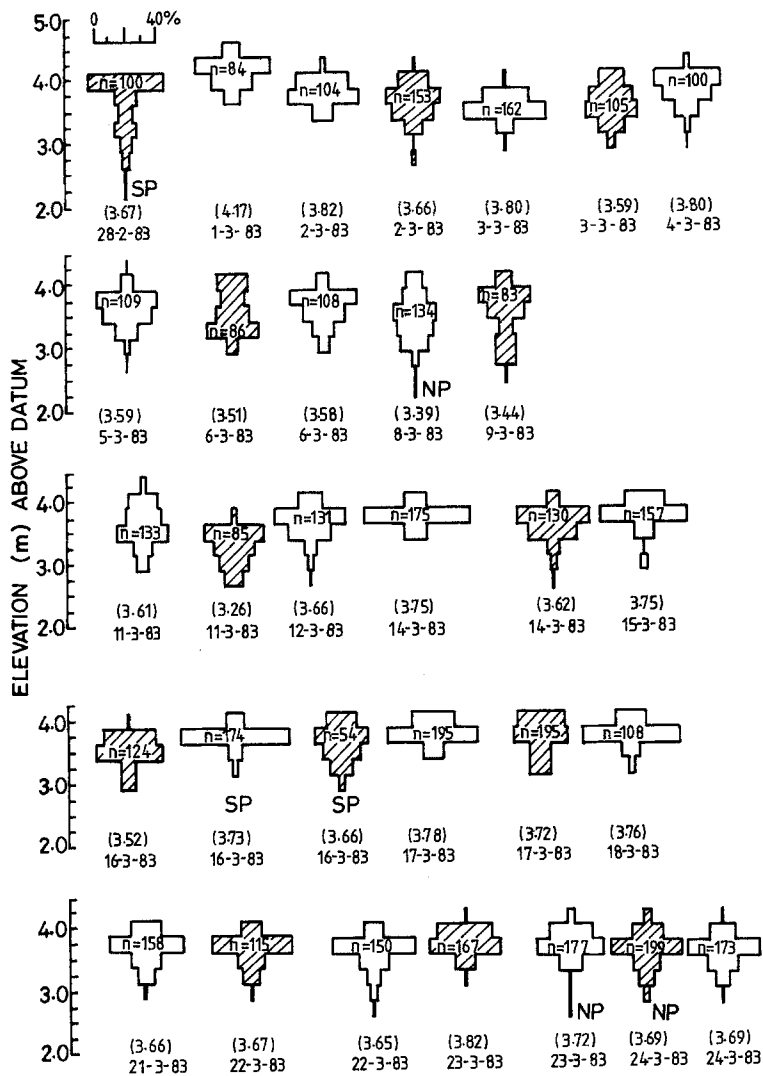 0 40%
5.0
4.0
3.0
2.0
n=100 n=84 n=104 n=153 n=162 n=105 n=100
SP
(3.67) (4.17) (3.82) (3.66) (3.80) (3.59) (3.80)
28-2-83 1-3-83 2-3-83 2-3-83 3-3-83 3-3-83 4-3-83
4.0
3.0
2.0
n=109 n=86 n=108 n=134 n=83
NP
(3.59) (3.51) (3.58) (3.39) (3.44)
5-3-83 6-3-83 6-3-83 8-3-83 9-3-83
ELEVATION (m) ABOVE DATUM
4.0
3.0
2.0
n=133 n=85 n=131 n=175 n=130 n=157
(3.61) (3.26) (3.66) (3.75) (3.62) (3.75)
11-3-83 11-3-83 12-3-83 14-3-83 14-3-83 15-3-83
4.0
3.0
2.0
n=124 n=174 n=54 n=195 n=195 n=108
SP SP
(3.52) (3.73) (3.66) (3.78) (3.72) (3.76)
16-3-83 16-3-83 16-3-83 17-3-83 17-3-83 18-3-83
4.0
3.0
2.0
n=158 n=115 n=150 n=167 n=177 n=199 n=173
NP NP
(3.66) (3.67) (3.65) (3.82) (3.72) (3.69) (3.69)
21-3-83 22-3-83 22-3-83 23-3-83 23-3-83 24-3-83 24-3-83